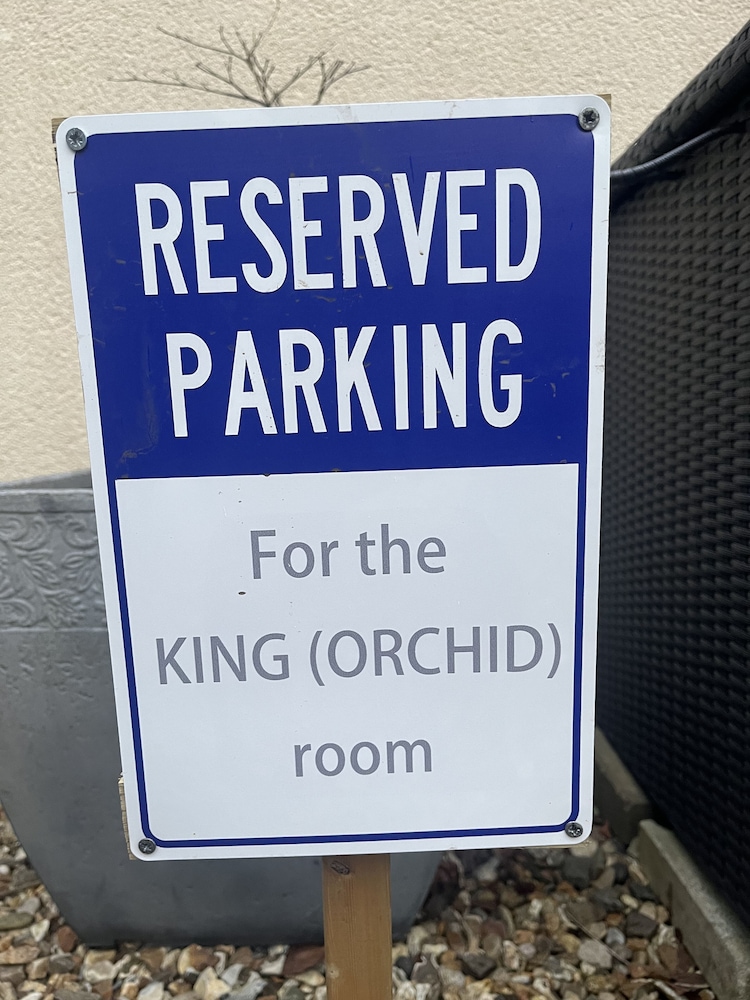 RESERVED
PARKING
For the
KING (ORCHID)
room